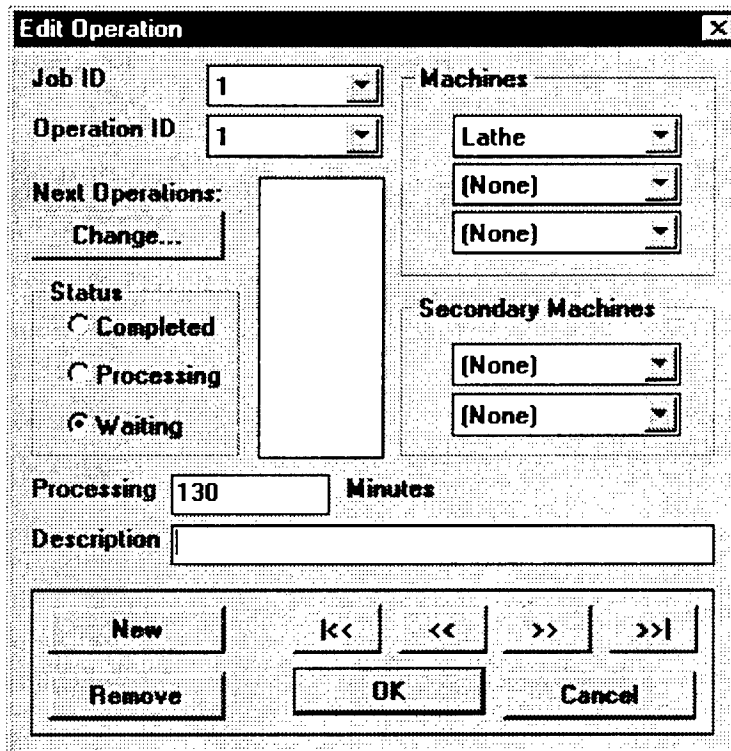 Edit Operation
Job ID 1
Operation ID 1
Next Operations:
Change...
Status
Completed
Processing
Waiting
Machines
Lathe
(None)
(None)
Secondary Machines
(None)
(None)
Processing 130 Minutes
Description
New |<< << >> >>|
Remove OK Cancel